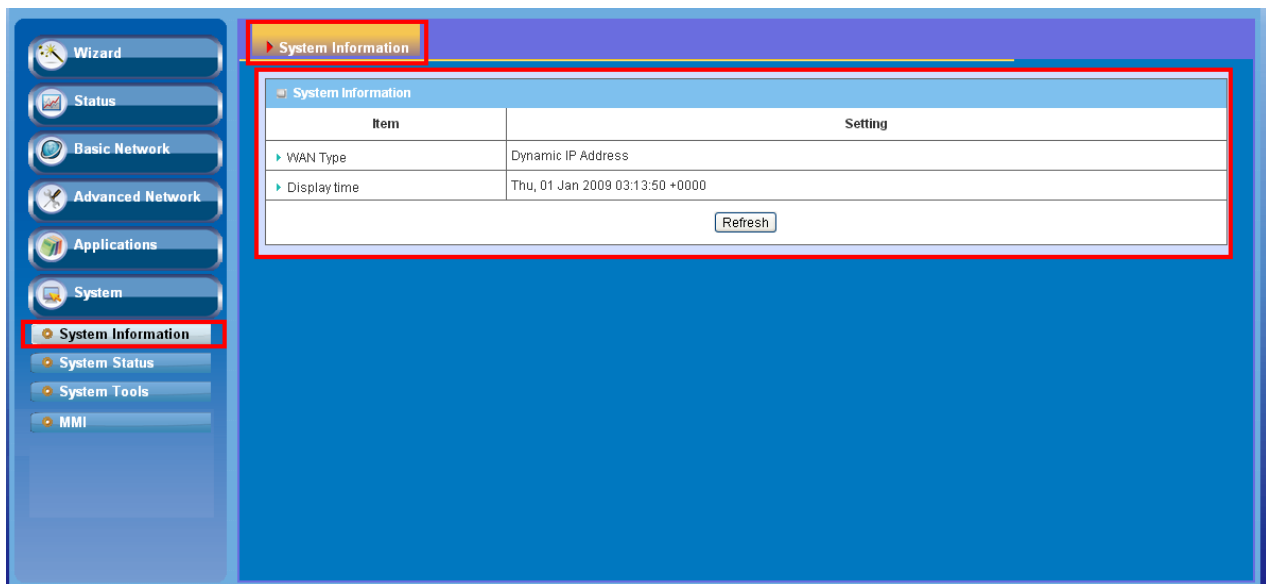 Wizard
Status
Basic Network
Advanced Network
Applications
System
System Information
System Status
System Tools
MMI
System Information
System Information
Item Setting
WAN Type Dynamic IP Address
Display time Thu, 01 Jan 2009 03:13:50 +0000
Refresh